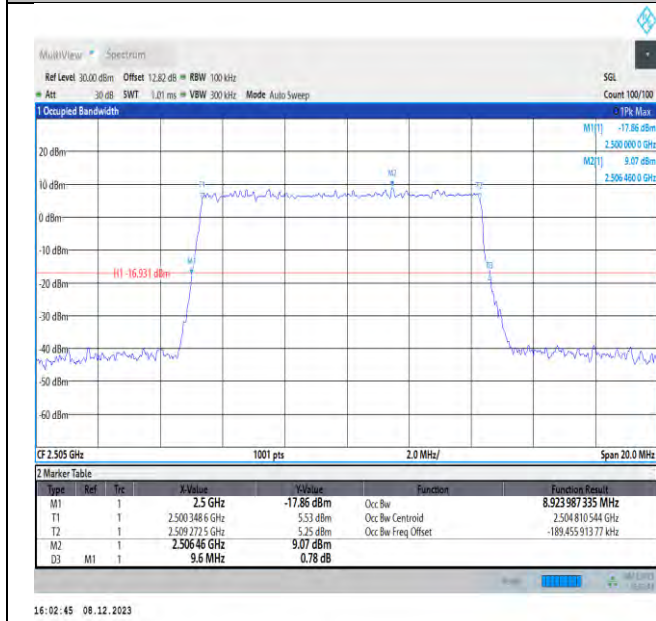 MultiView Spectrum
Ref Level 30.00 dBm Offset 12.82 dB RBW 100 kHz SGL
Att 30 dB SWT 1.01 ms VBW 300 kHz Mode Auto Sweep Count 100/100
1 Occupied Bandwidth 1Pk Max
M1[1] -17.86 dBm
2.500 000 0 GHz
M2[1] 9.07 dBm
2.506 460 0 GHz
20 dBm
10 dBm
M2
T1
0 dBm
-10 dBm
M1
H1 -16.931 dBm
-20 dBm
-30 dBm
-40 dBm
-50 dBm
-60 dBm
CF 2.505 GHz 1001 pts 2.0 MHz/ Span 20.0 MHz
2 Marker Table
Type Ref Trc X-Value Y-Value Function Function Result
M1 1 2.5 GHz -17.86 dBm Occ Bw 8.923 987 335 MHz
T1 1 2.500 348 6 GHz 5.53 dBm Occ Bw Centroid 2.504 810 544 GHz
T2 1 2.509 272 5 GHz 5.25 dBm Occ Bw Freq Offset -189.455 913 77 kHz
M2 1 2.506 46 GHz 9.07 dBm
D3 M1 1 9.6 MHz 0.78 dB
16:02:45 08.12.2023